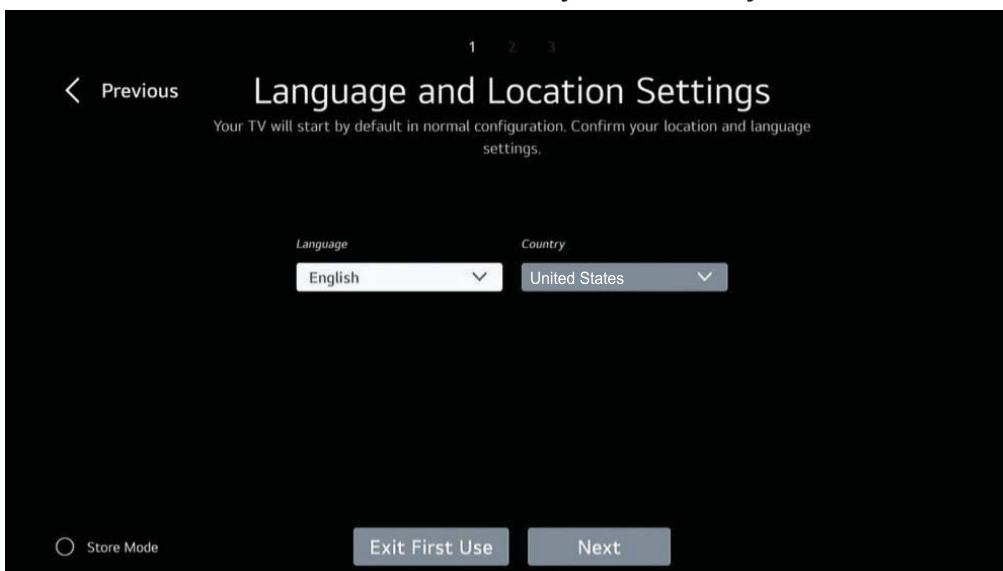 1 2 3
Previous
Language and Location Settings
Your TV will start by default in normal configuration. Confirm your location and language
settings.
Language Country
English United States
Store Mode Exit First Use Next